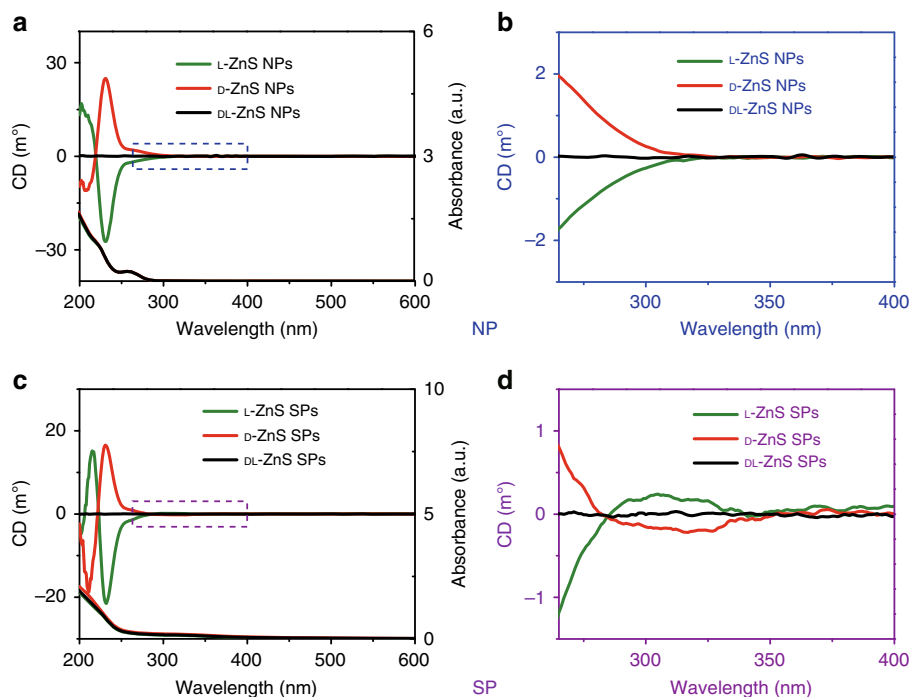 a
CD (m°)
30
0
–30
L-ZnS NPs
D-ZnS NPs
DL-ZnS NPs
6
3
0
Absorbance (a.u.)
200 300 400 500 600
Wavelength (nm)
NP
b
CD (m°)
2
0
–2
L-ZnS NPs
D-ZnS NPs
DL-ZnS NPs
300 350 400
Wavelength (nm)
c
CD (m°)
20
0
–20
L-ZnS SPs
D-ZnS SPs
DL-ZnS SPs
10
5
0
Absorbance (a.u.)
200 300 400 500 600
Wavelength (nm)
SP
d
CD (m°)
1
0
–1
L-ZnS SPs
D-ZnS SPs
DL-ZnS SPs
300 350 400
Wavelength (nm)